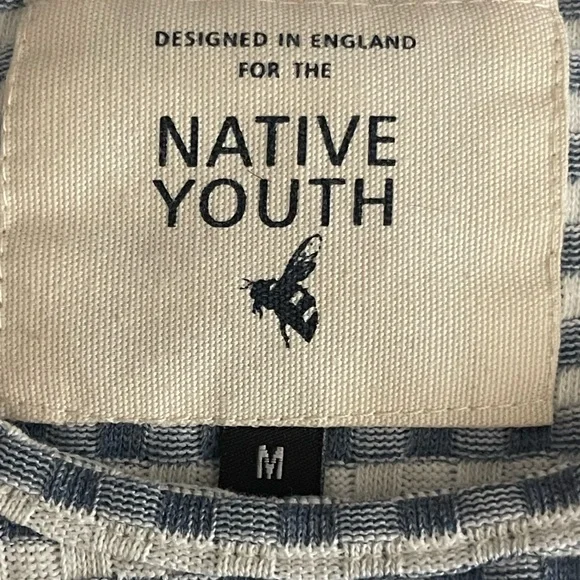 DESIGNED IN ENGLAND
FOR THE
NATIVE
YOUTH
M